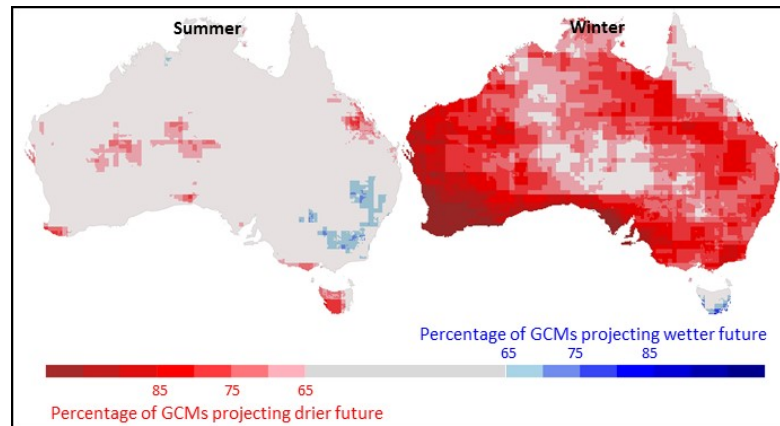 Summer
Winter
Percentage of GCMs projecting wetter future
65 75 85
85 75 65
Percentage of GCMs projecting drier future